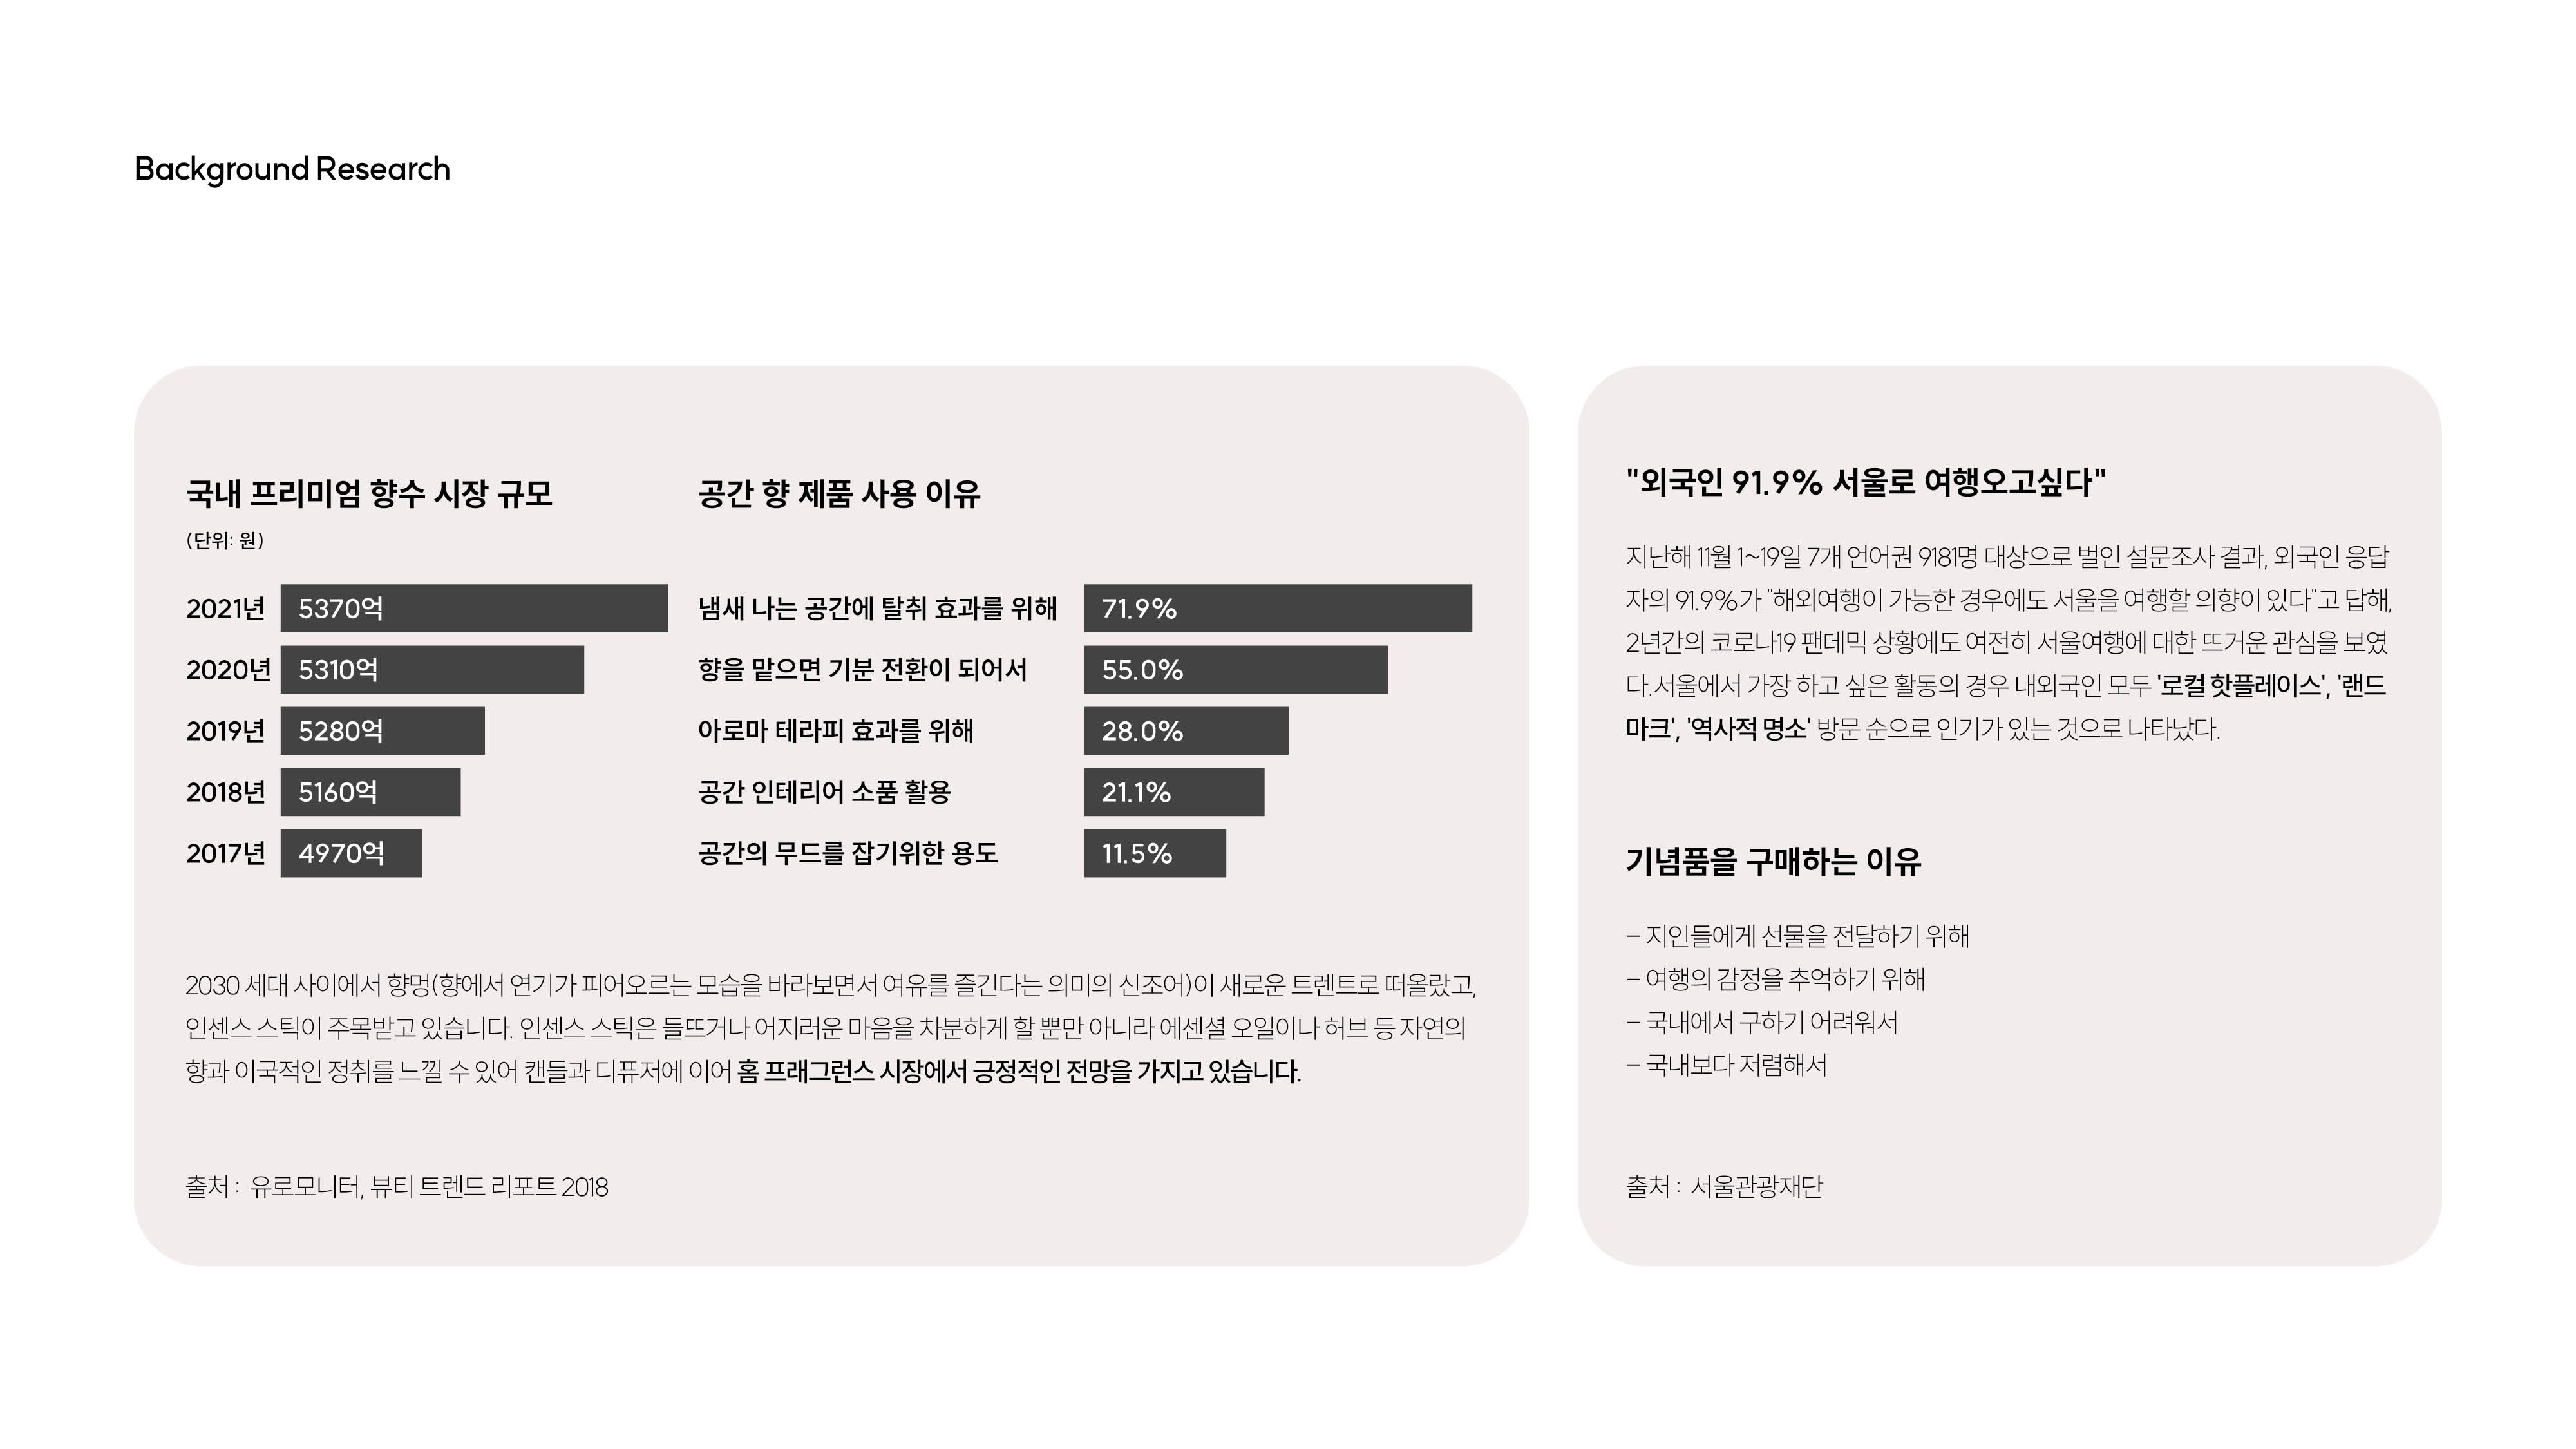 Background Research
국내 프리미엄 향수 시장 규모
(단위: 원)
2021년 5370억
2020년 5310억
2019년 5280억
2018년 5160억
2017년 4970억
공간 향 제품 사용 이유
냄새 나는 공간에 탈취 효과를 위해 71.9%
향을 맡으면 기분 전환이 되어서 55.0%
아로마 테라피 효과를 위해 28.0%
공간 인테리어 소품 활용 21.1%
공간의 무드를 잡기위한 용도 11.5%
2030 세대 사이에서 향멍(향에서 연기가 피어오르는 모습을 바라보면서 여유를 즐긴다는 의미의 신조어)이 새로운 트렌트로 떠올랐고,
인센스 스틱이 주목받고 있습니다. 인센스 스틱은 들뜨거나 어지러운 마음을 차분하게 할 뿐만 아니라 에센셜 오일이나 허브 등 자연의
향과 이국적인 정취를 느낄 수 있어 캔들과 디퓨저에 이어 홈 프래그런스 시장에서 긍정적인 전망을 가지고 있습니다.
출처 : 유로모니터, 뷰티 트렌드 리포트 2018
"외국인 91.9% 서울로 여행오고싶다"
지난해 11월 1~19일 7개 언어권 9181명 대상으로 벌인 설문조사 결과, 외국인 응답
자의 91.9%가 "해외여행이 가능한 경우에도 서울을 여행할 의향이 있다"고 답해,
2년간의 코로나19 팬데믹 상황에도 여전히 서울여행에 대한 뜨거운 관심을 보였
다.서울에서 가장 하고 싶은 활동의 경우 내외국인 모두 '로컬 핫플레이스', '랜드
마크', '역사적 명소' 방문 순으로 인기가 있는 것으로 나타났다.
기념품을 구매하는 이유
– 지인들에게 선물을 전달하기 위해
– 여행의 감정을 추억하기 위해
– 국내에서 구하기 어려워서
– 국내보다 저렴해서
출처 : 서울관광재단